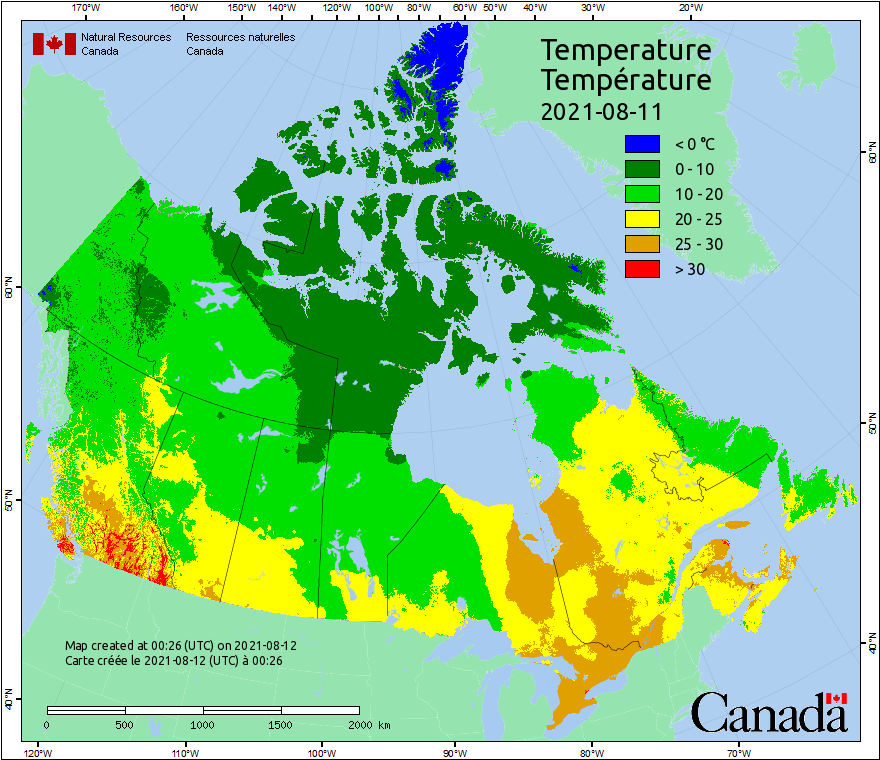 170°W 160°W 150°W 140°W 130°W 120°W 110°W 100°W 80°W 60°W 50°W 40°W 30°W 20°W
Natural Resources
Canada
Ressources naturelles
Canada
Temperature
Température
2021-08-11
< 0 °C
0 - 10
10 - 20
20 - 25
25 - 30
> 30
60°N
50°N
40°N
60°N
50°N
40°N
Map created at 00:26 (UTC) on 2021-08-12
Carte créée le 2021-08-12 (UTC) à 00:26
0 500 1000 1500 2000 km
Canada
120°W 110°W 100°W 90°W 80°W 70°W